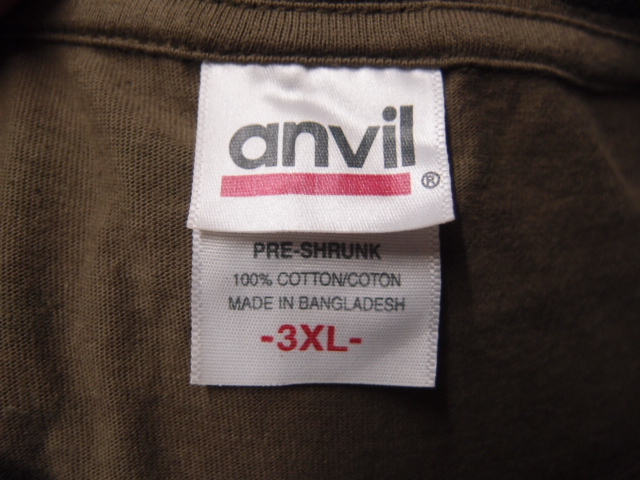 anvil
®
PRE-SHRUNK
100% COTTON/COTON
MADE IN BANGLADESH
-3XL-